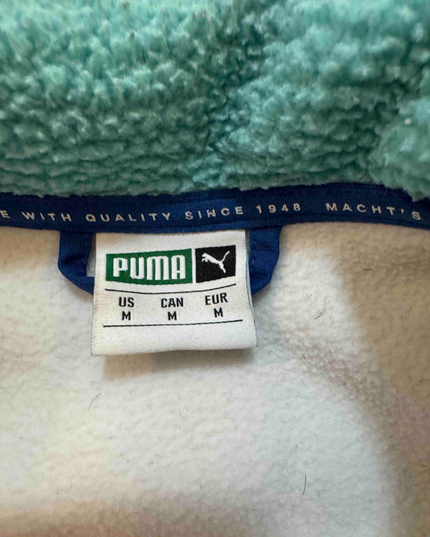 E WITH QUALITY SINCE 1948 MACHT'S
PUMA
US CAN EUR
M M M